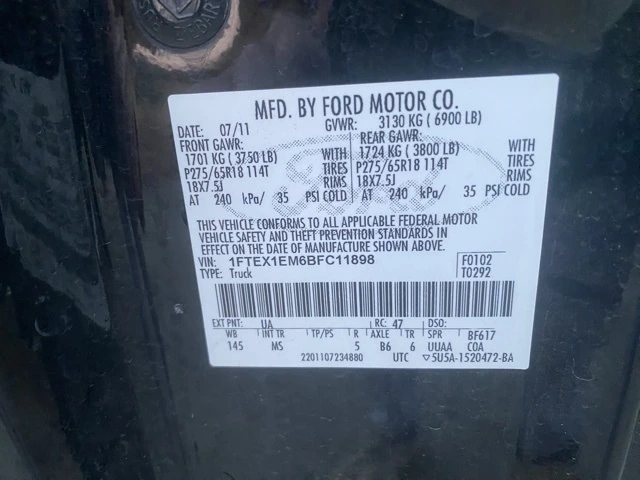 MFD. BY FORD MOTOR CO.
DATE: 07/11 GVWR: 3130 KG ( 6900 LB)
FRONT GAWR: REAR GAWR:
1701 KG ( 3750 LB) WITH 1724 KG ( 3800 LB) WITH
P275/65R18 114T TIRES P275/65R18 114T TIRES
18X7.5J RIMS 18X7.5J RIMS
AT 240 kPa/ 35 PSI COLD AT 240 kPa/ 35 PSI COLD
THIS VEHICLE CONFORMS TO ALL APPLICABLE FEDERAL MOTOR
VEHICLE SAFETY AND THEFT PREVENTION STANDARDS
IN EFFECT ON THE DATE OF MANUFACTURE SHOWN ABOVE.
VIN: 1FTEX1EM6BFC11898 F0102
TYPE: Truck T0292
EXT PNT: UA RC: 47 DSO:
WB INT TR TP/PS R AXLE TR SPR BF617
145 MS 5 B6 6 UUAA COA
2201107234880 UTC 5U5A-1520472-BA